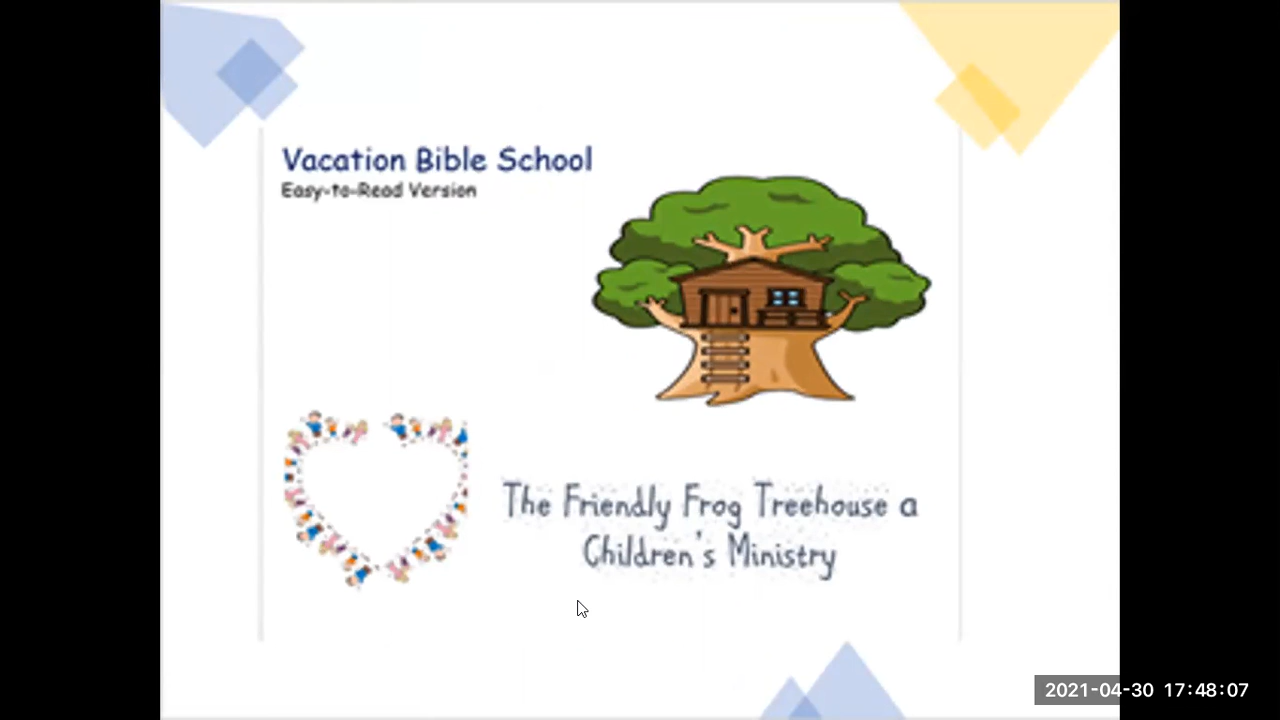 Vacation Bible School
Easy-to-Read Version
The Friendly Frog Treehouse a
Children's Ministry
2021-04-30 17:48:07